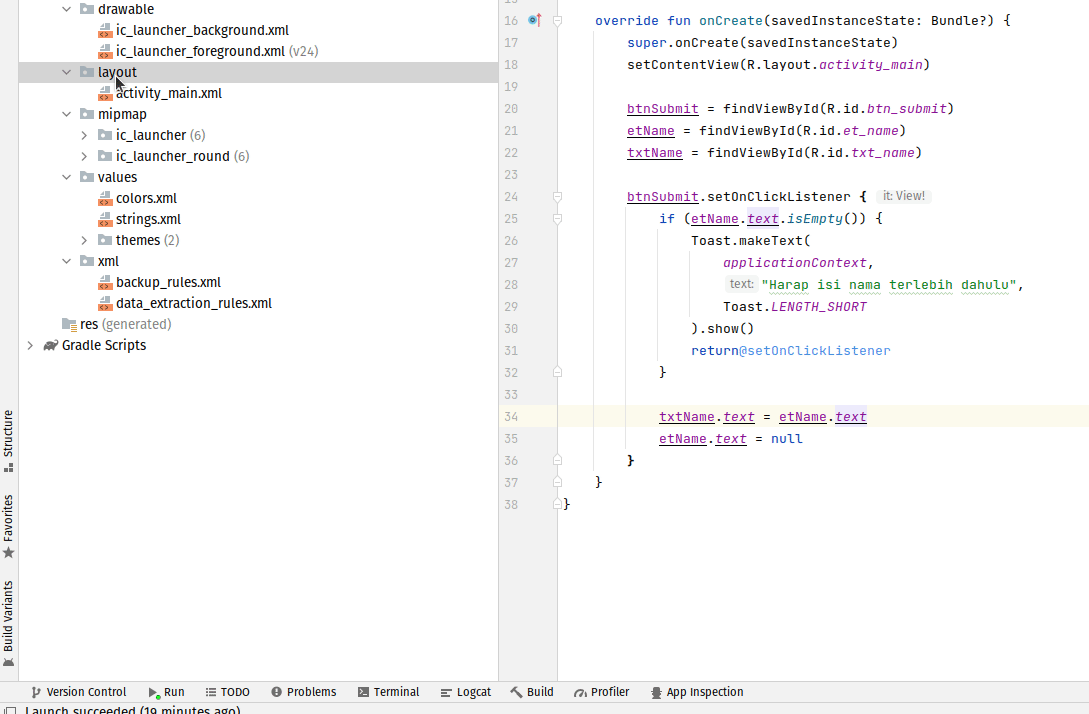 drawable
ic_launcher_background.xml
ic_launcher_foreground.xml (v24)
layout
activity_main.xml
mipmap
ic_launcher (6)
ic_launcher_round (6)
values
colors.xml
strings.xml
themes (2)
xml
backup_rules.xml
data_extraction_rules.xml
res (generated)
Gradle Scripts
Structure
Favorites
Build Variants
16 override fun onCreate(savedInstanceState: Bundle?) {
17 super.onCreate(savedInstanceState)
18 setContentView(R.layout.activity_main)
19
20 btnSubmit = findViewById(R.id.btn_submit)
21 etName = findViewById(R.id.et_name)
22 txtName = findViewById(R.id.txt_name)
23
24 btnSubmit.setOnClickListener { it: View!
25 if (etName.text.isEmpty()) {
26 Toast.makeText(
27 applicationContext,
28 text: "Harap isi nama terlebih dahulu",
29 Toast.LENGTH_SHORT
30 ).show()
31 return@setOnClickListener
32 }
33
34 txtName.text = etName.text
35 etName.text = null
36 }
37 }
38 }
Version Control Run TODO Problems Terminal Logcat Build Profiler App Inspection
Launch succeeded (19 minutes ago)